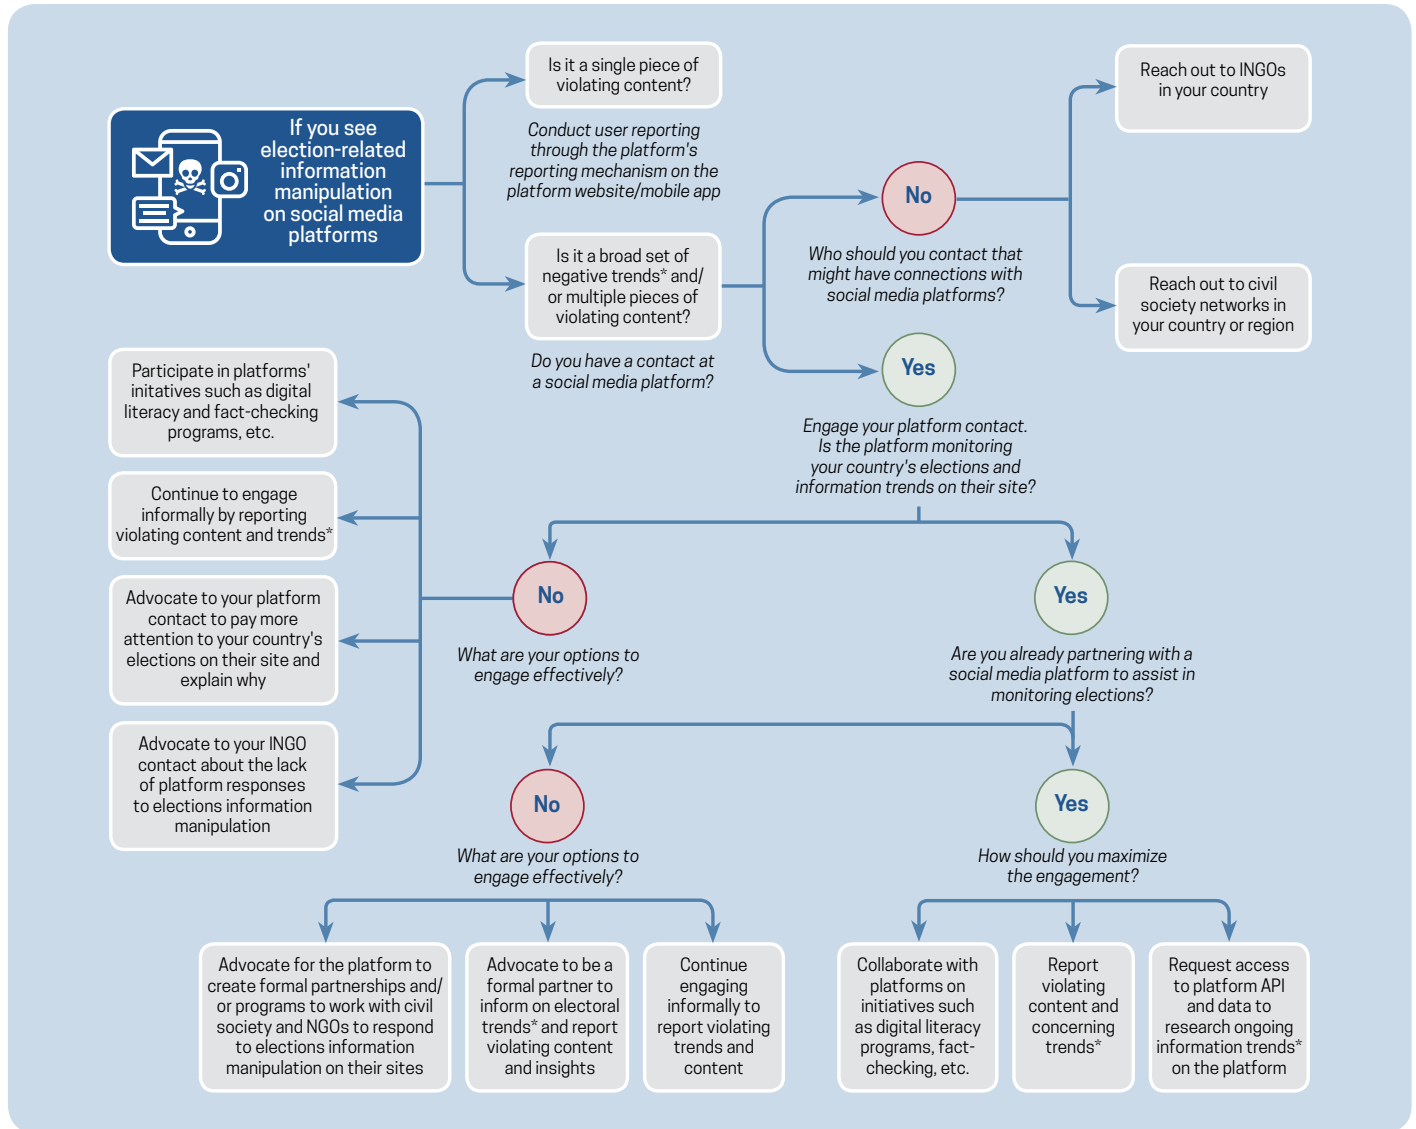 If you see
election-related
information
manipulation
on social media
platforms
Is it a single piece of
violating content?
Conduct user reporting
through the platform's
reporting mechanism on the
platform website/mobile app
Is it a broad set of
negative trends* and/
or multiple pieces of
violating content?
Do you have a contact at
a social media platform?
No
Who should you contact that
might have connections with
social media platforms?
Reach out to INGOs
in your country
Reach out to civil
society networks in
your country or region
Yes
Engage your platform contact.
Is the platform monitoring
your country's elections and
information trends on their site?
No
What are your options to
engage effectively?
Participate in platforms'
initatives such as digital
literacy and fact-checking
programs, etc.
Continue to engage
informally by reporting
violating content and trends*
Advocate to your platform
contact to pay more
attention to your country's
elections on their site and
explain why
Advocate to your INGO
contact about the lack
of platform responses
to elections information
manipulation
Yes
Are you already partnering with a
social media platform to assist in
monitoring elections?
No
What are your options to
engage effectively?
Advocate for the platform to
create formal partnerships and/
or programs to work with civil
society and NGOs to respond
to elections information
manipulation on their sites
Advocate to be a
formal partner to
inform on electoral
trends* and report
violating content
and insights
Continue
engaging
informally to
report violating
trends and
content
Yes
How should you maximize
the engagement?
Collaborate with
platforms on
initiatives such
as digital literacy
programs, fact-
checking, etc.
Report
violating
content and
concerning
trends*
Request access
to platform API
and data to
research ongoing
information trends*
on the platform